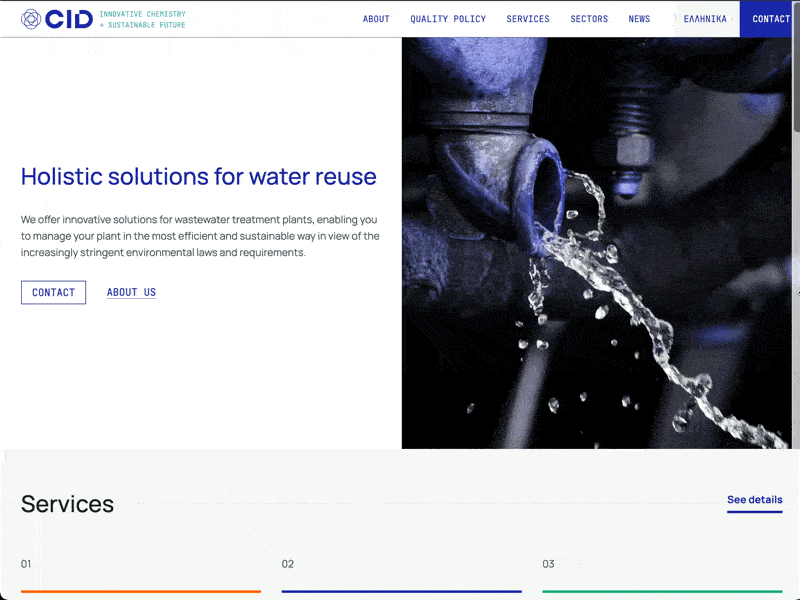 CID
INNOVATIVE CHEMISTRY
→ SUSTAINABLE FUTURE
ABOUT QUALITY POLICY SERVICES SECTORS NEWS ΕΛΛΗΝΙΚΑ CONTACT
Holistic solutions for water reuse
We offer innovative solutions for wastewater treatment plants, enabling you
to manage your plant in the most efficient and sustainable way in view of the
increasingly stringent environmental laws and requirements.
CONTACT ABOUT US
Services
See details
01 02 03